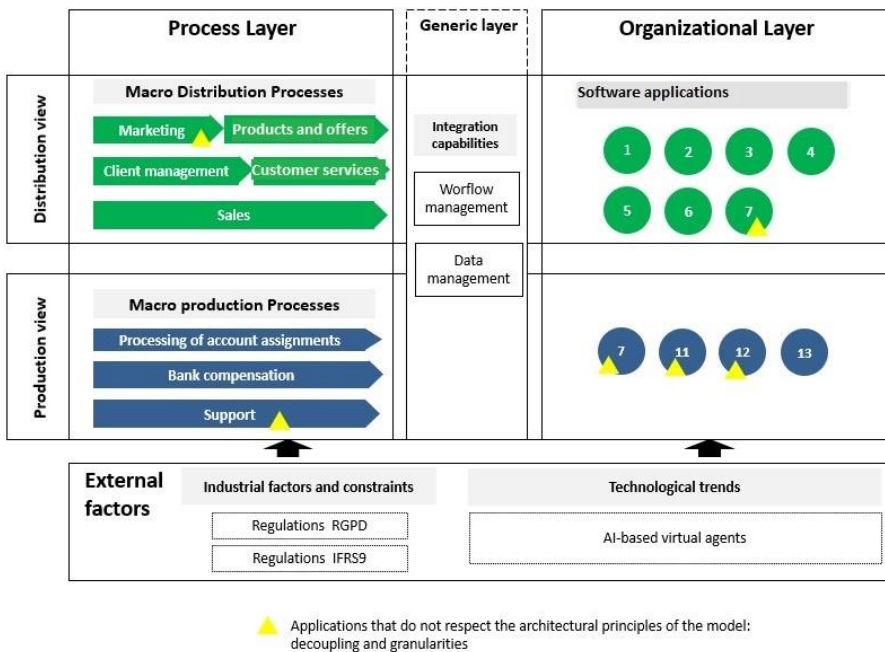 Process Layer
Generic layer
Organizational Layer
Distribution view
Macro Distribution Processes
Marketing
Products and offers
Client management
Customer services
Sales
Integration
capabilities
Worflow
management
Data
management
Software applications
1
2
3
4
5
6
7
Production view
Macro production Processes
Processing of account assignments
Bank compensation
Support
7
11
12
13
External
factors
Industrial factors and constraints
Regulations RGPD
Regulations IFRS9
Technological trends
AI-based virtual agents
Applications that do not respect the architectural principles of the model:
decoupling and granularities